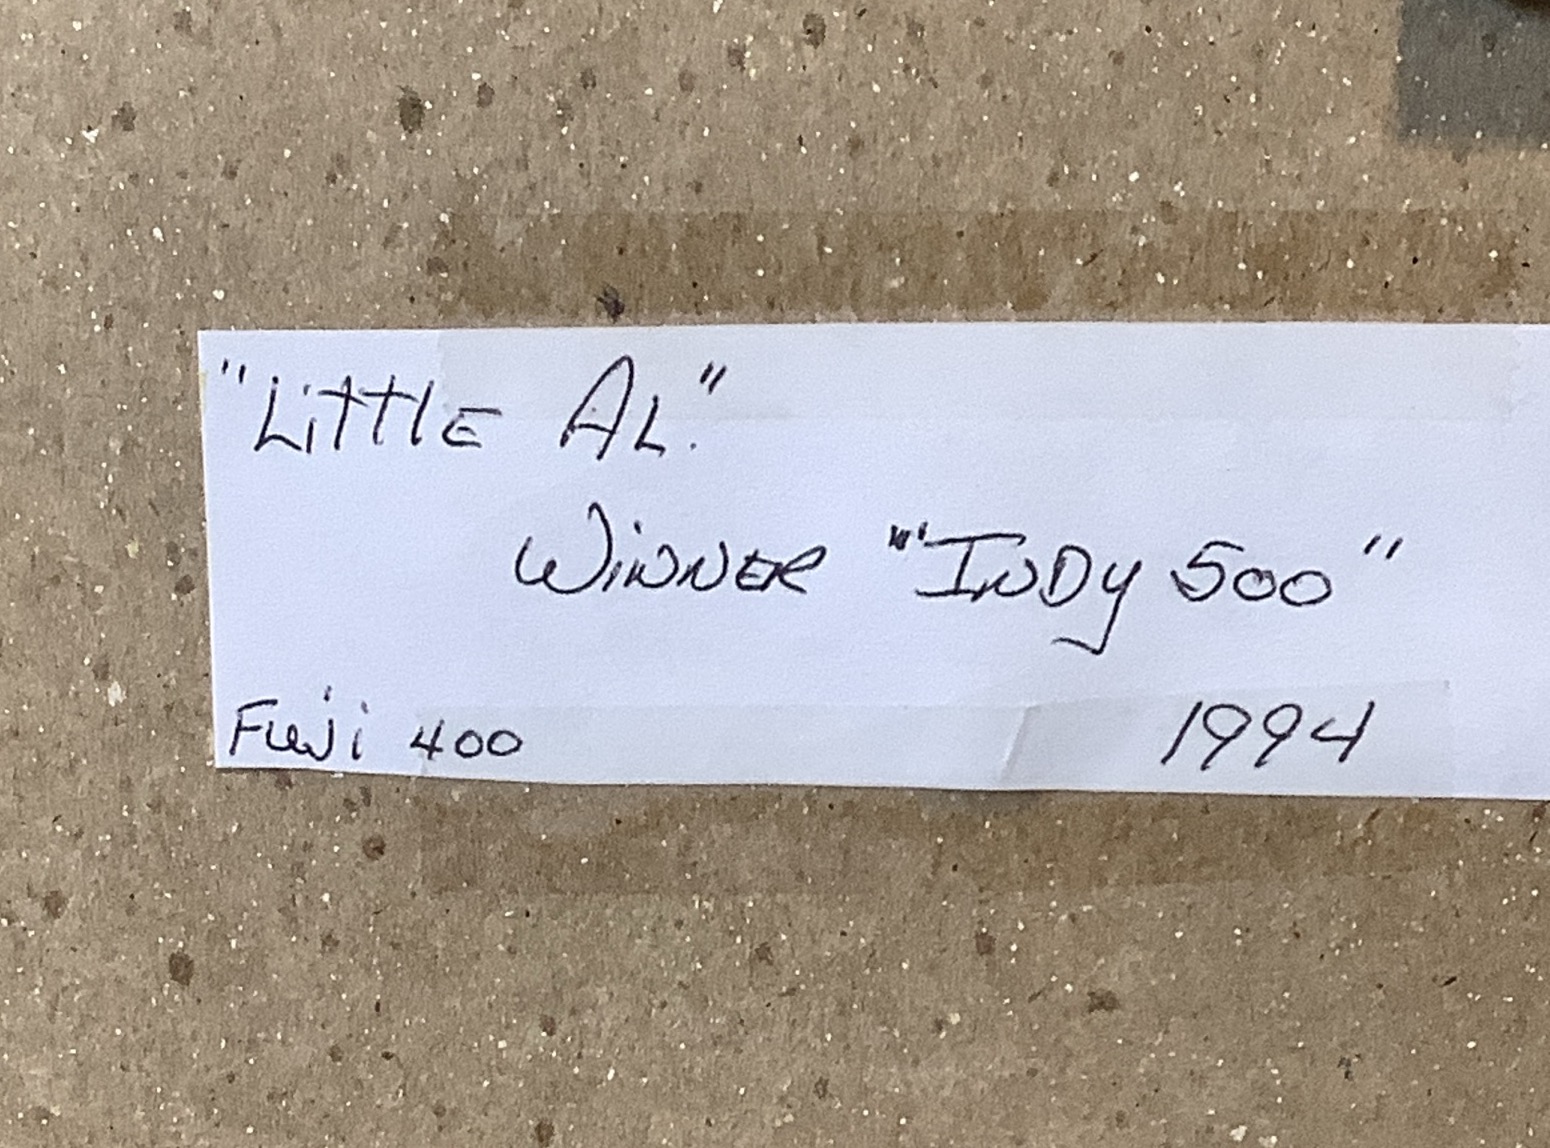 "Little AL."
Winner "'"Indy 500"
Fuji 400
1994